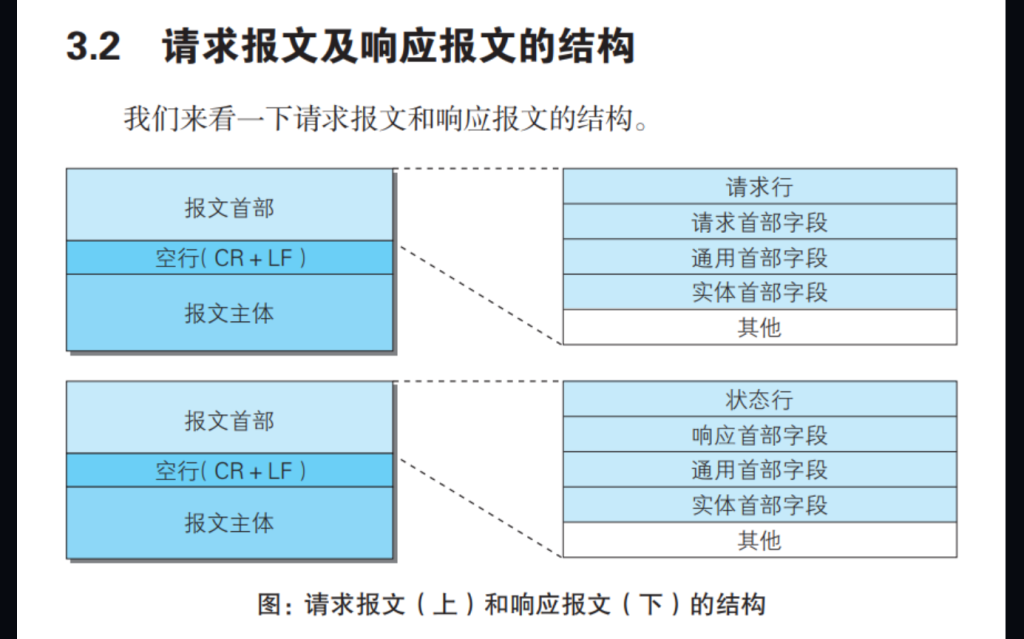 3.2 请求报文及响应报文的结构
我们来看一下请求报文和响应报文的结构。
报文首部
空行(CR+LF)
报文主体
请求行
请求首部字段
通用首部字段
实体首部字段
其他
报文首部
空行(CR+LF)
报文主体
状态行
响应首部字段
通用首部字段
实体首部字段
其他
图:请求报文(上)和响应报文(下)的结构